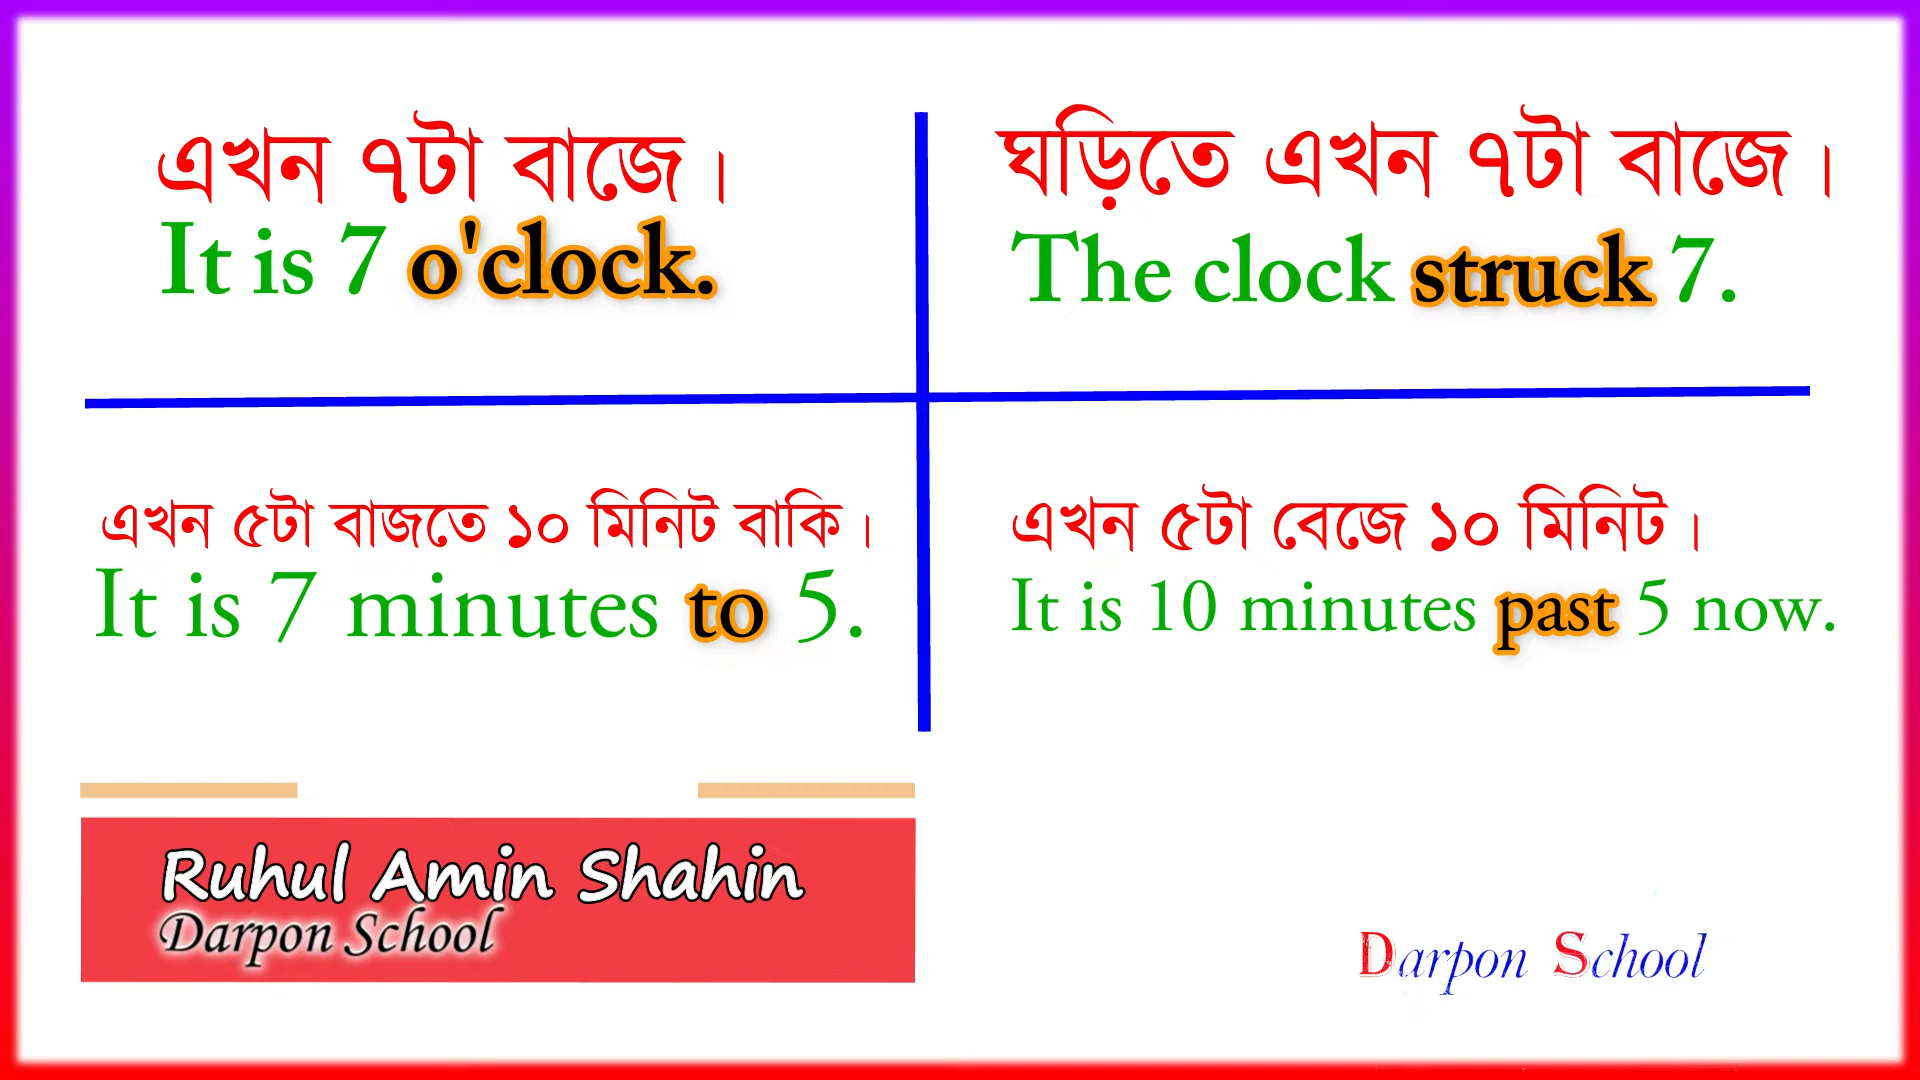 এখন ৭টা বাজে।
It is 7 o'clock.
ঘড়িতে এখন ৭টা বাজে।
The clock struck 7.
এখন ৫টা বাজতে ১০ মিনিট বাকি।
It is 7 minutes to 5.
এখন ৫টা বেজে ১০ মিনিট।
It is 10 minutes past 5 now.
Ruhul Amin Shahin
Darpon School
Darpon School